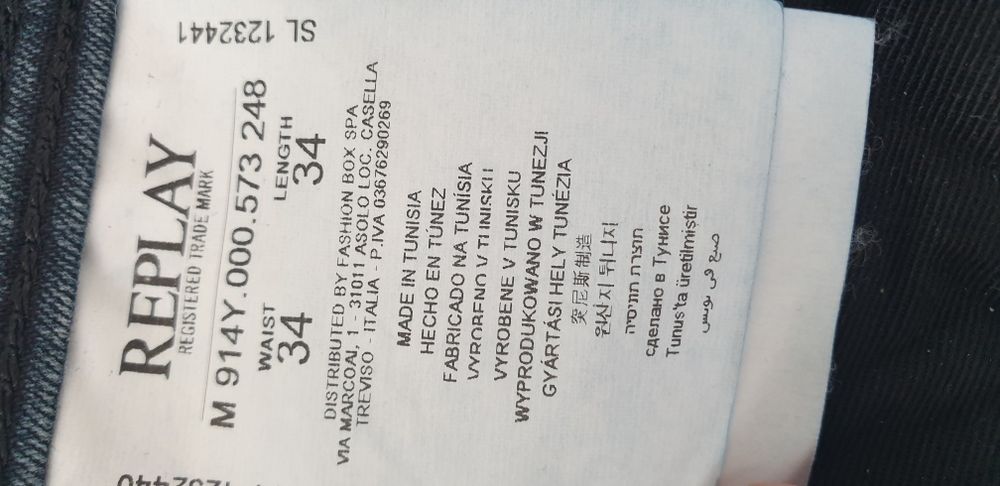 SL 1232441
REPLAY
REGISTERED TRADE MARK
M 914Y.000.573 248
WAIST LENGTH
34 34
DISTRIBUTED BY FASHION BOX SPA
VIA MARCOAI, 1 - 31011 ASOLO LOC. CASELLA
TREVISO - ITALIA - P.IVA 03676290269
MADE IN TUNISIA
HECHO EN TÚNEZ
FABRICADO NA TUNÍSIA
VYROBENO V TUNISKU
VYROBENE V TUNISKU
WYPRODUKOWANO W TUNEZJI
GYÁRTÁSI HELY TUNÉZIA
突尼斯制造
원산지 튀니지
תוצרת תוניסיה
сделано в Тунисе
Tunus'ta üretilmiştir
صنع في تونس